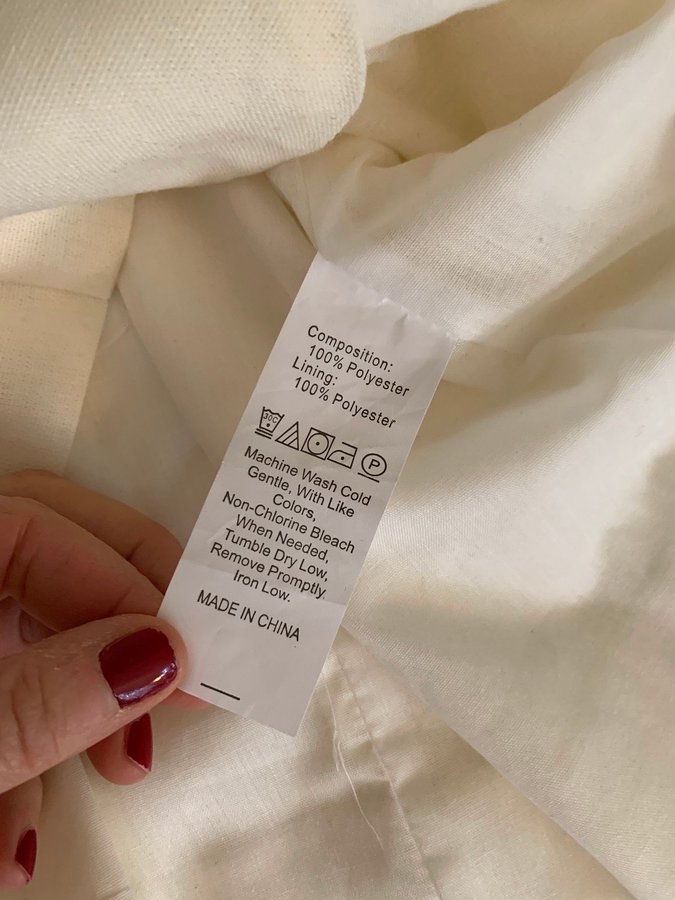 Composition:
100% Polyester
Lining:
100% Polyester
30C P
Machine Wash Cold
Gentle, With Like
Colors,
Non-Chlorine Bleach
When Needed,
Tumble Dry Low,
Remove Promptly.
Iron Low.
MADE IN CHINA